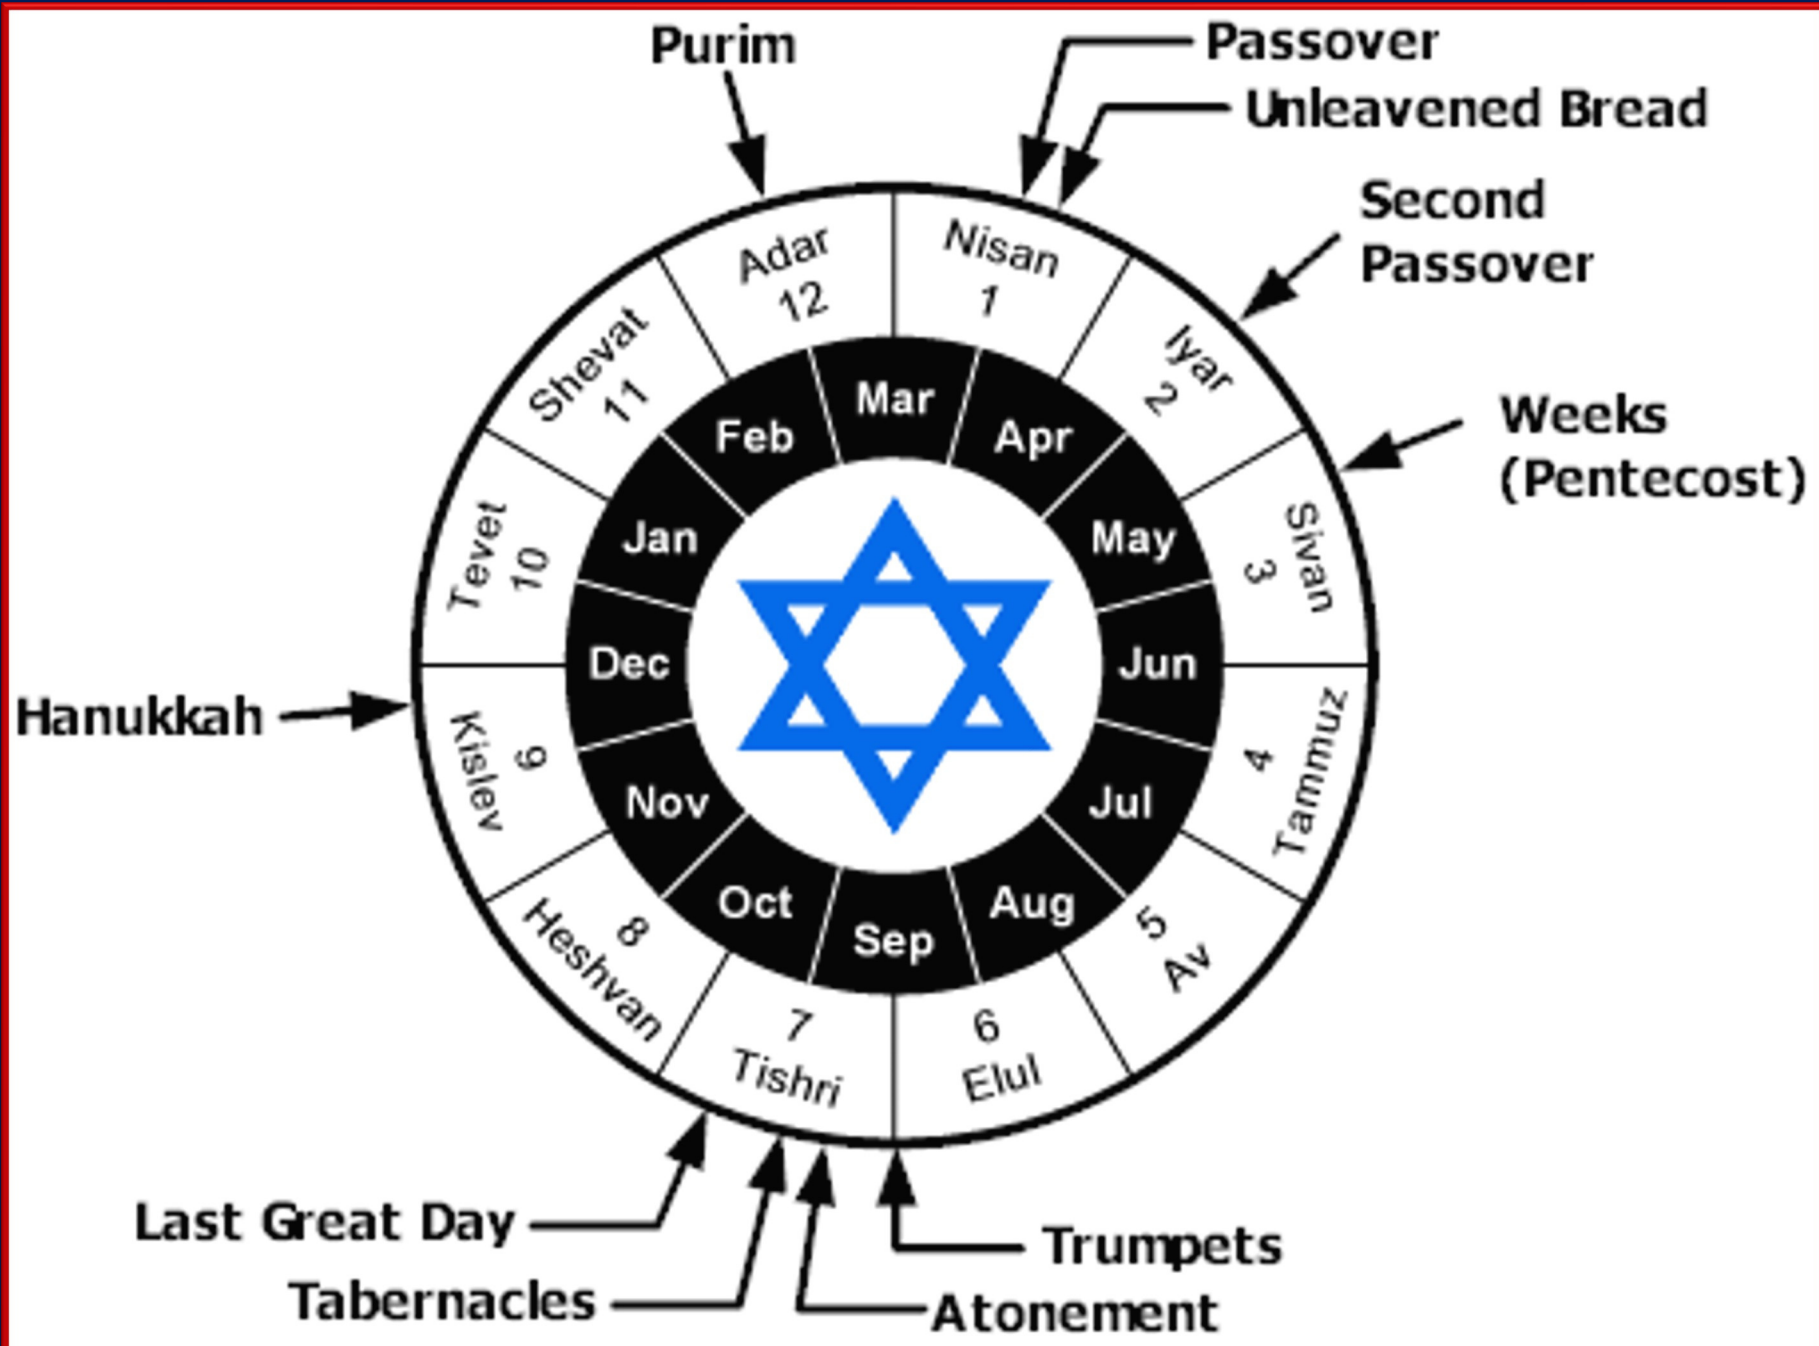 Purim
Passover
Unleavened Bread
Second
Passover
Weeks
(Pentecost)
Hanukkah
Last Great Day
Tabernacles
Trumpets
Atonement
Nisan
1
Iyar
2
Sivan
3
Tammuz
4
Av
5
Elul
6
Tishri
7
Heshvan
8
Kislev
9
Tevet
10
Shevat
11
Adar
12
Mar
Apr
May
Jun
Jul
Aug
Sep
Oct
Nov
Dec
Jan
Feb